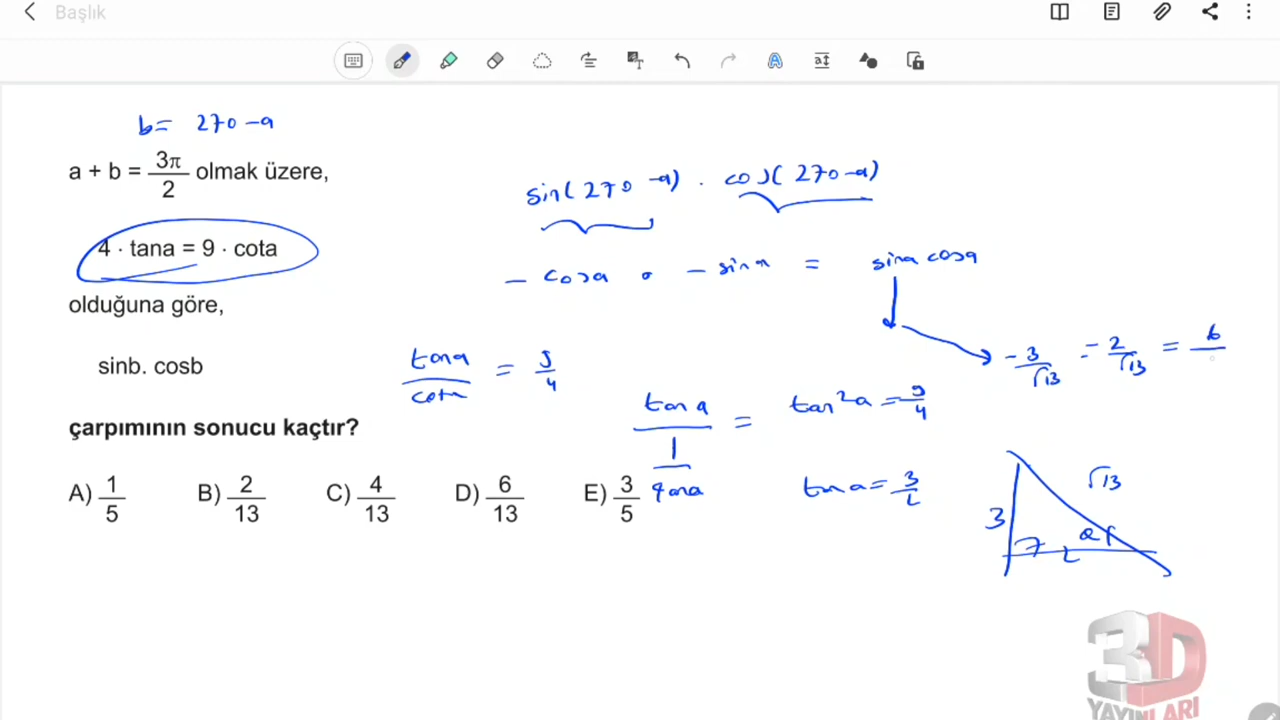 Başlık
b= 270-a
a + b = 3π/2 olmak üzere,
4 · tana = 9 · cota
olduğuna göre,
sinb. cosb
çarpımının sonucu kaçtır?
A) 1/5 B) 2/13 C) 4/13 D) 6/13 E) 3/5
sin(270-a) . cos(270-a)
- cosa . - sina = sina cosa
-3/√13 -2/√13 = 6
tana/cota = 9/4
tana/(1/tana) = tan²a = 9/4
tana = 3/2
3 √13 2 a
3D
YAYINLARI